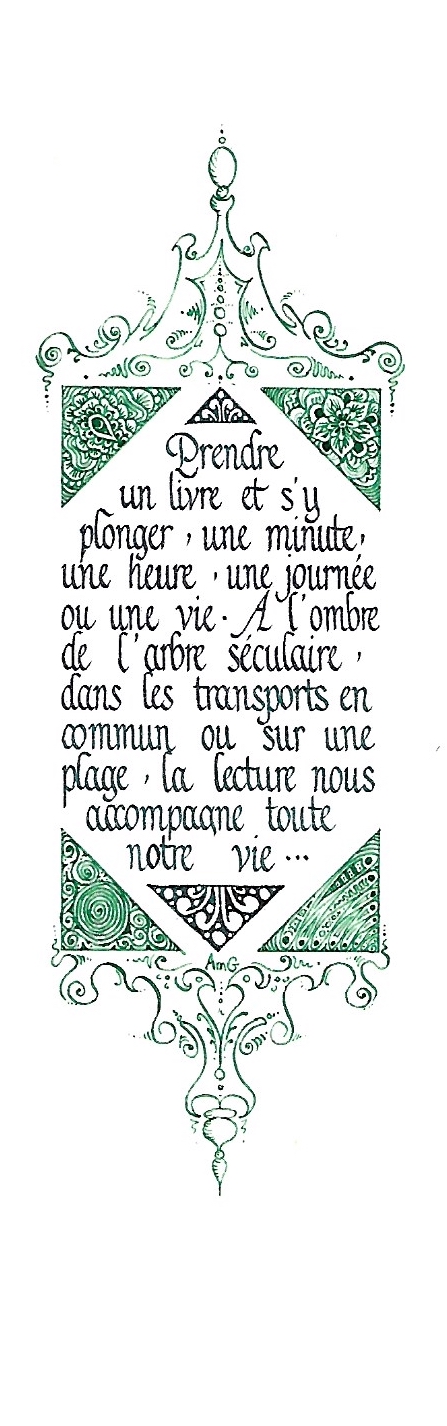 Prendre
un livre et s'y
plonger, une minute,
une heure, une journée
ou une vie. A l'ombre
de l'arbre séculaire,
dans les transports en
commun ou sur une
plage, la lecture nous
accompagne toute
notre vie...
AmG